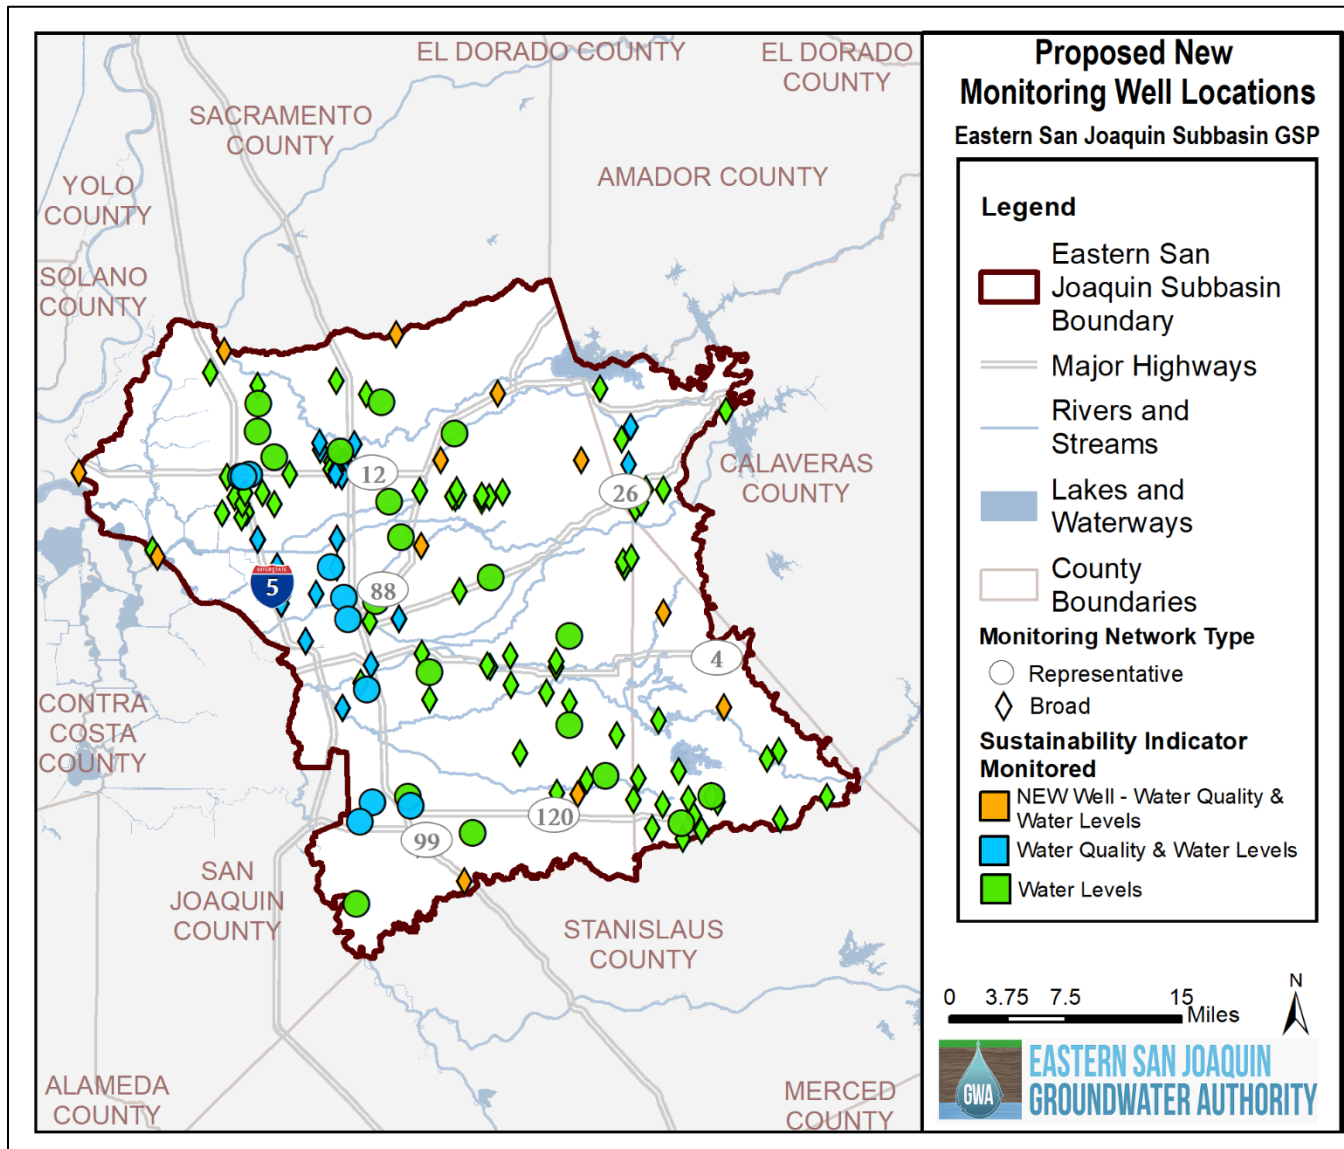 EL DORADO COUNTY
EL DORADO
COUNTY
SACRAMENTO
COUNTY
YOLO
COUNTY
AMADOR COUNTY
SOLANO
COUNTY
CALAVERAS
COUNTY
12
26
INTERSTATE
5
88
4
CONTRA
COSTA
COUNTY
120
99
SAN
JOAQUIN
COUNTY
STANISLAUS
COUNTY
ALAMEDA
COUNTY
MERCED
COUNTY
Proposed New
Monitoring Well Locations
Eastern San Joaquin Subbasin GSP
Legend
Eastern San
Joaquin Subbasin
Boundary
Major Highways
Rivers and
Streams
Lakes and
Waterways
County
Boundaries
Monitoring Network Type
Representative
Broad
Sustainability Indicator
Monitored
NEW Well - Water Quality &
Water Levels
Water Quality & Water Levels
Water Levels
0 3.75 7.5 15
Miles
N
GWA
EASTERN SAN JOAQUIN
GROUNDWATER AUTHORITY